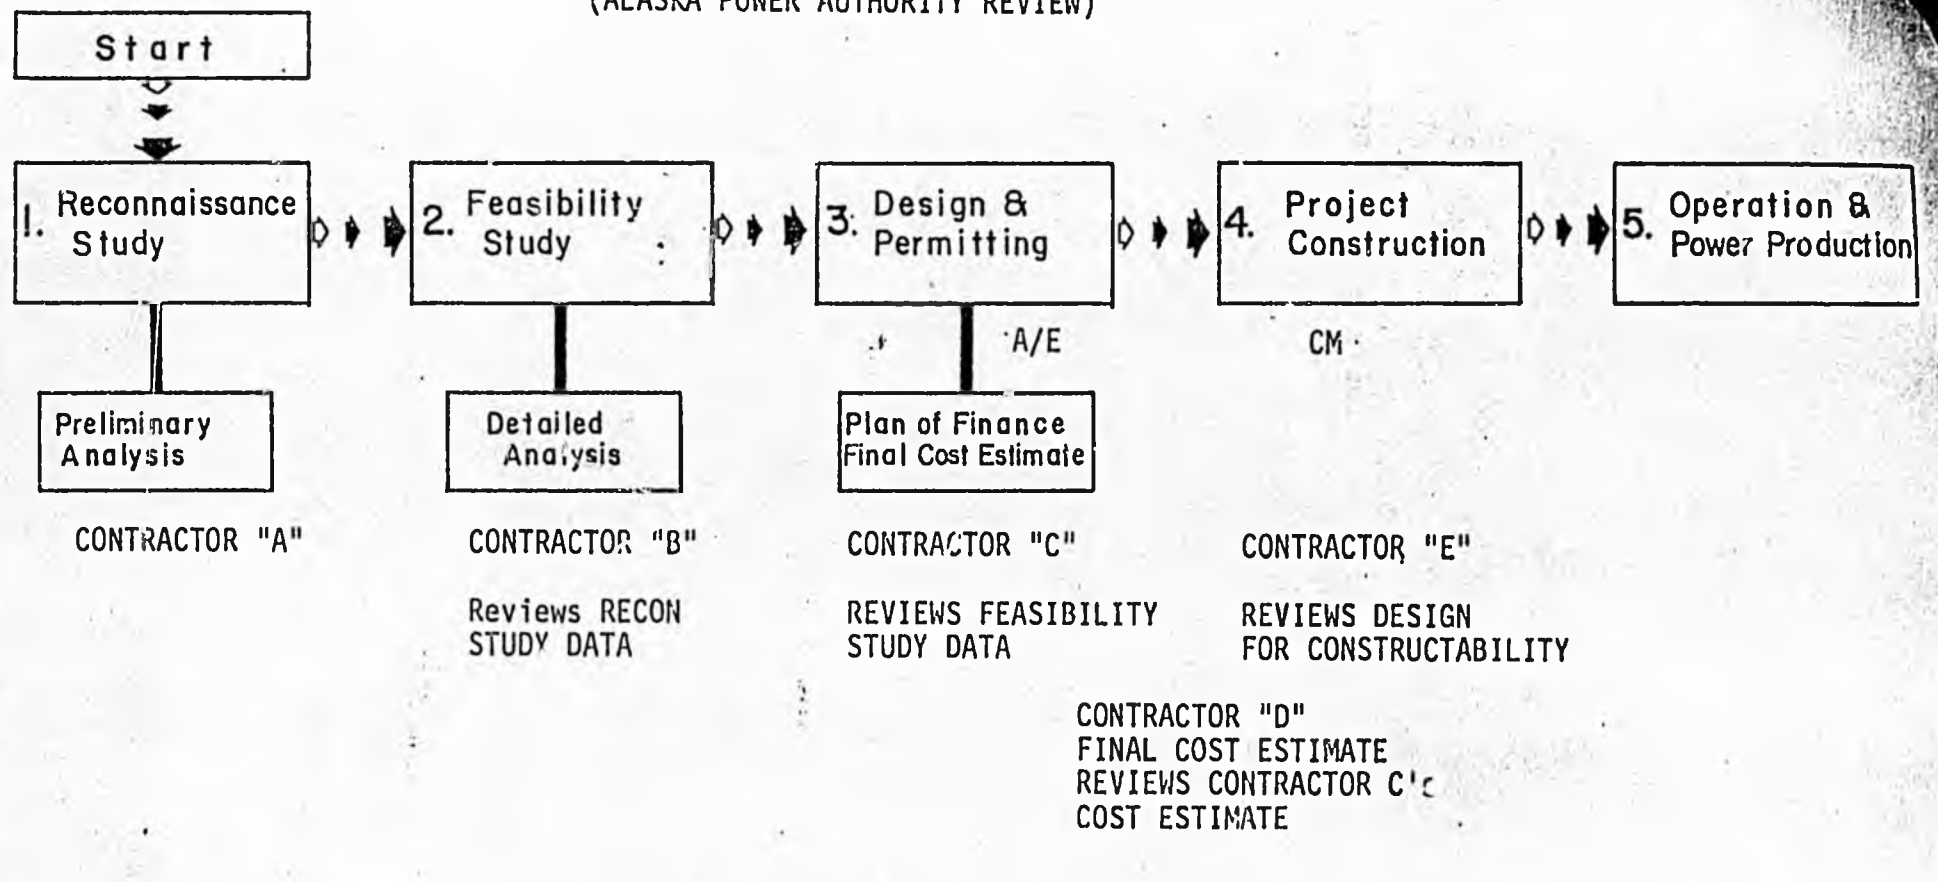 (ALASKA POWER AUTHORITY REVIEW)
Start
1. Reconnaissance
Study
2. Feasibility
Study
3. Design &
Permitting
4. Project
Construction
5. Operation &
Power Production
A/E
CM
Preliminary
Analysis
Detailed
Analysis
Plan of Finance
Final Cost Estimate
CONTRACTOR "A"
CONTRACTOR "B"
Reviews RECON
STUDY DATA
CONTRACTOR "C"
REVIEWS FEASIBILITY
STUDY DATA
CONTRACTOR "E"
REVIEWS DESIGN
FOR CONSTRUCTABILITY
CONTRACTOR "D"
FINAL COST ESTIMATE
REVIEWS CONTRACTOR C's
COST ESTIMATE